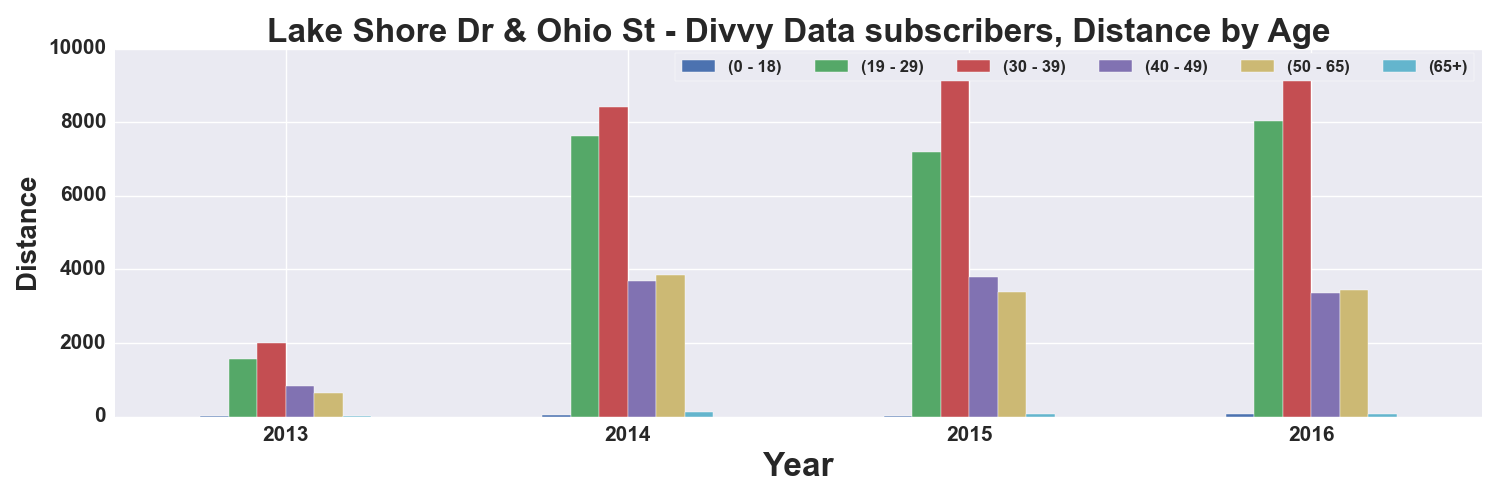 Lake Shore Dr & Ohio St - Divvy Data subscribers, Distance by Age
(0 - 18) (19 - 29) (30 - 39) (40 - 49) (50 - 65) (65+)
Distance
10000
8000
6000
4000
2000
0
2013 2014 2015 2016
Year